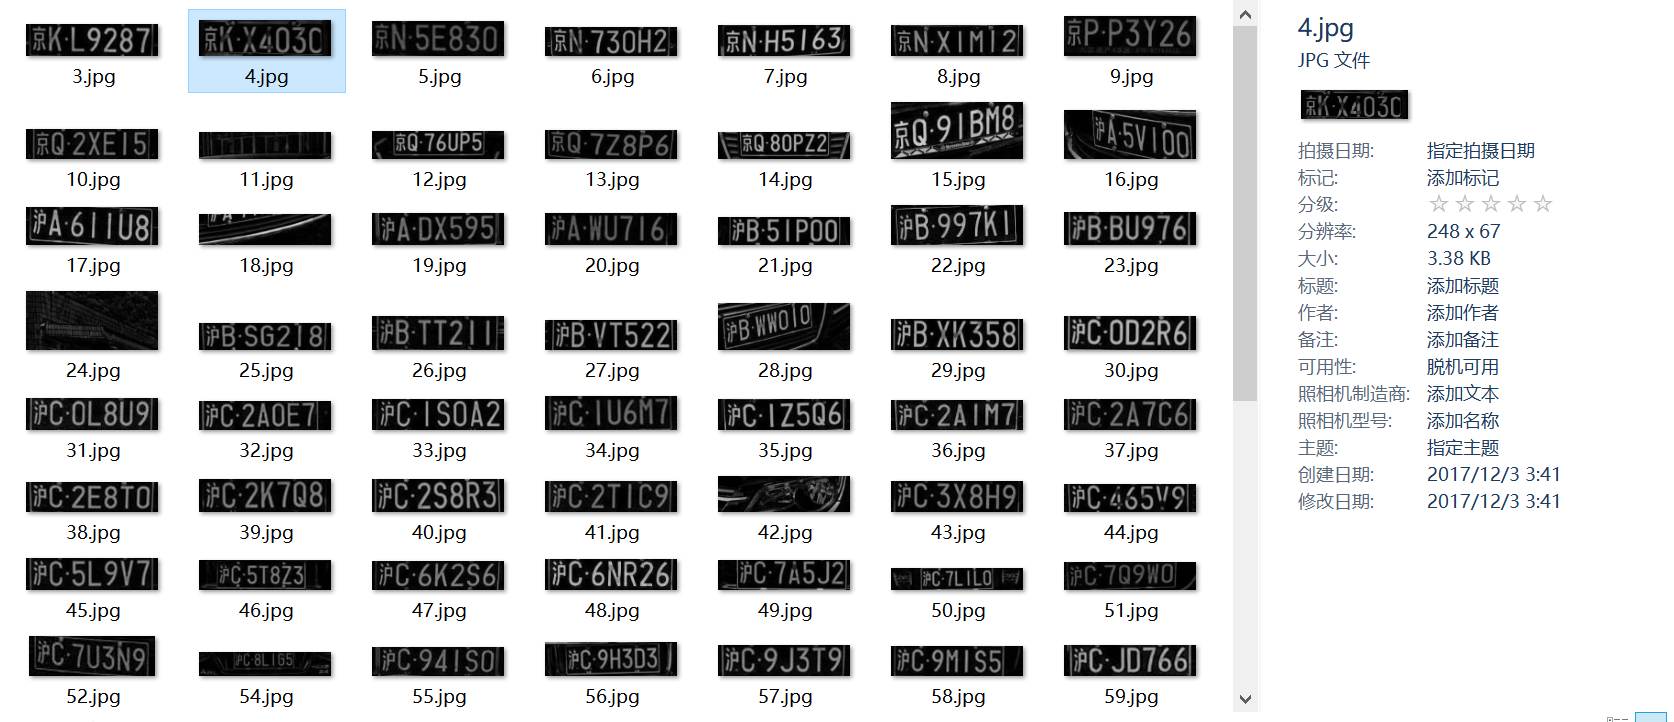 京K·L9287 京K·X403C 京N·5E830 京N·730H2 京N·H5163 京N·X1M12 京P·P3Y26
3.jpg 4.jpg 5.jpg 6.jpg 7.jpg 8.jpg 9.jpg
京Q·2XE15 京Q·76UP5 京Q·7Z8P6 京Q·80PZ2 京Q·91BM8 沪A·5V100
10.jpg 11.jpg 12.jpg 13.jpg 14.jpg 15.jpg 16.jpg
沪A·611U8 沪A·DX595 沪A·WU716 沪B·51P00 沪B·997K1 沪B·BU976
17.jpg 18.jpg 19.jpg 20.jpg 21.jpg 22.jpg 23.jpg
沪B·SG218 沪B·TT211 沪B·VT522 沪B·WW010 沪B·XK358 沪C·0D2R6
24.jpg 25.jpg 26.jpg 27.jpg 28.jpg 29.jpg 30.jpg
沪C·0L8U9 沪C·2A0E7 沪C·1S0A2 沪C·1U6M7 沪C·1Z5Q6 沪C·2A1M7 沪C·2A7C6
31.jpg 32.jpg 33.jpg 34.jpg 35.jpg 36.jpg 37.jpg
沪C·2E8T0 沪C·2K7Q8 沪C·2S8R3 沪C·2T1C9 沪C·3X8H9 沪C·465V9
38.jpg 39.jpg 40.jpg 41.jpg 42.jpg 43.jpg 44.jpg
沪C·5L9V7 沪C·5T8Z3 沪C·6K2S6 沪C·6NR26 沪C·7A5J2 沪C·7L1L0 沪C·7Q9W0
45.jpg 46.jpg 47.jpg 48.jpg 49.jpg 50.jpg 51.jpg
沪C·7U3N9 沪C·8L1G5 沪C·941S0 沪C·9H3D3 沪C·9J3T9 沪C·9M1S5 沪C·JD766
52.jpg 54.jpg 55.jpg 56.jpg 57.jpg 58.jpg 59.jpg
4.jpg
JPG 文件
京K·X403C
拍摄日期: 指定拍摄日期
标记: 添加标记
分级: ☆☆☆☆☆
分辨率: 248 x 67
大小: 3.38 KB
标题: 添加标题
作者: 添加作者
备注: 添加备注
可用性: 脱机可用
照相机制造商: 添加文本
照相机型号: 添加名称
主题: 指定主题
创建日期: 2017/12/3 3:41
修改日期: 2017/12/3 3:41